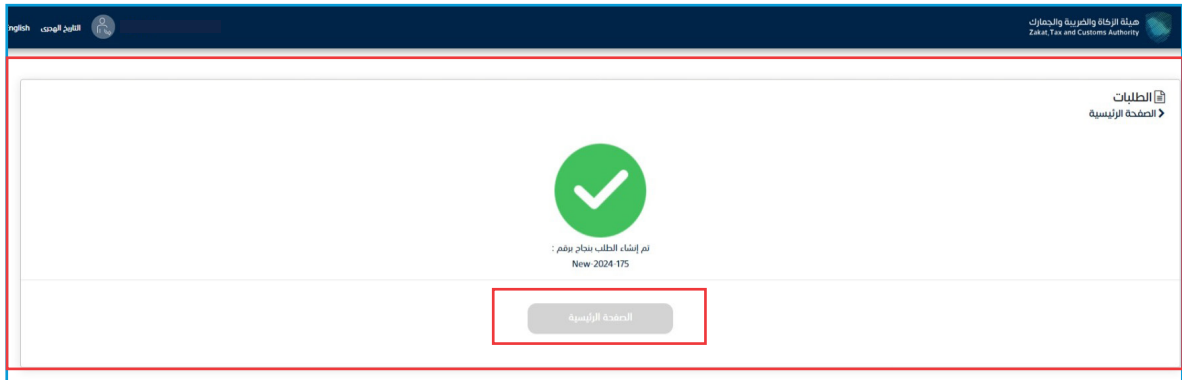 هيئة الزكاة والضريبة والجمارك
Zakat, Tax and Customs Authority
التاريخ الهجري
nglish
الطلبات
الصفحة الرئيسية
تم إنشاء الطلب بنجاح برقم :
New-2024-175
الصفحة الرئيسية